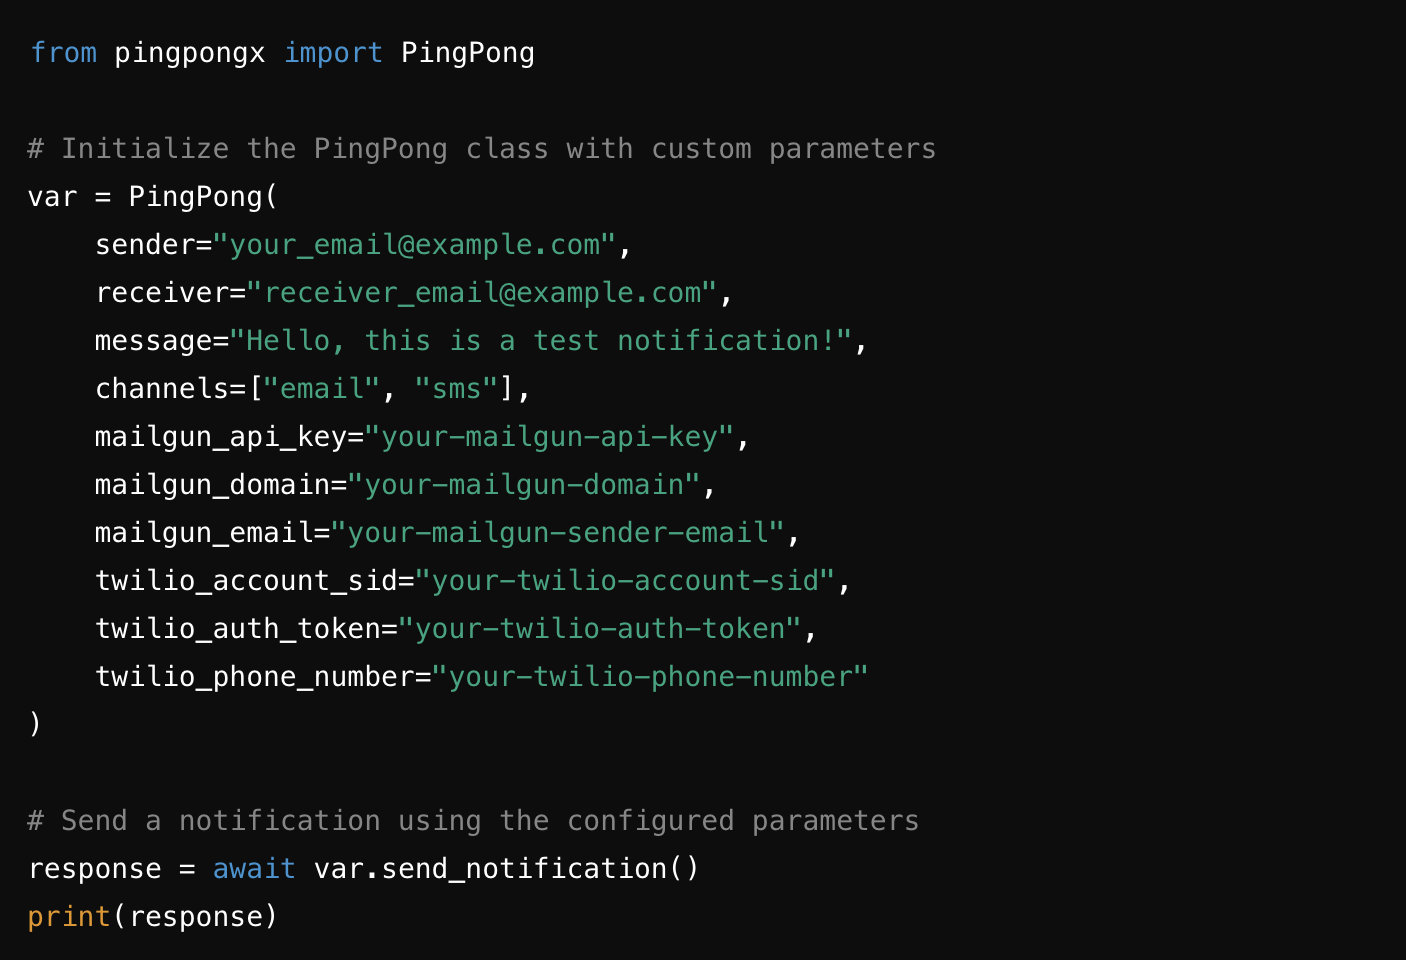 from pingpongx import PingPong

# Initialize the PingPong class with custom parameters
var = PingPong(
    sender="your_email@example.com",
    receiver="receiver_email@example.com",
    message="Hello, this is a test notification!",
    channels=["email", "sms"],
    mailgun_api_key="your-mailgun-api-key",
    mailgun_domain="your-mailgun-domain",
    mailgun_email="your-mailgun-sender-email",
    twilio_account_sid="your-twilio-account-sid",
    twilio_auth_token="your-twilio-auth-token",
    twilio_phone_number="your-twilio-phone-number"
)

# Send a notification using the configured parameters
response = await var.send_notification()
print(response)